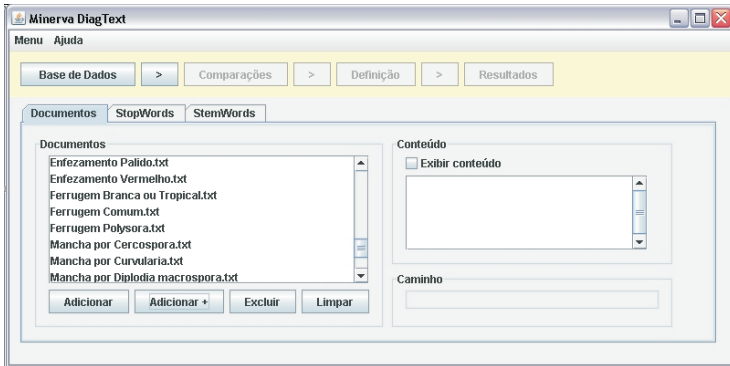 Minerva DiagText
Menu Ajuda
Base de Dados > Comparações > Definição > Resultados
Documentos StopWords StemWords
Documentos
Enfezamento Palido.txt
Enfezamento Vermelho.txt
Ferrugem Branca ou Tropical.txt
Ferrugem Comum.txt
Ferrugem Polysora.txt
Mancha por Cercospora.txt
Mancha por Curvularia.txt
Mancha por Diplodia macrospora.txt
Adicionar Adicionar + Excluir Limpar
Conteúdo
Exibir conteúdo
Caminho